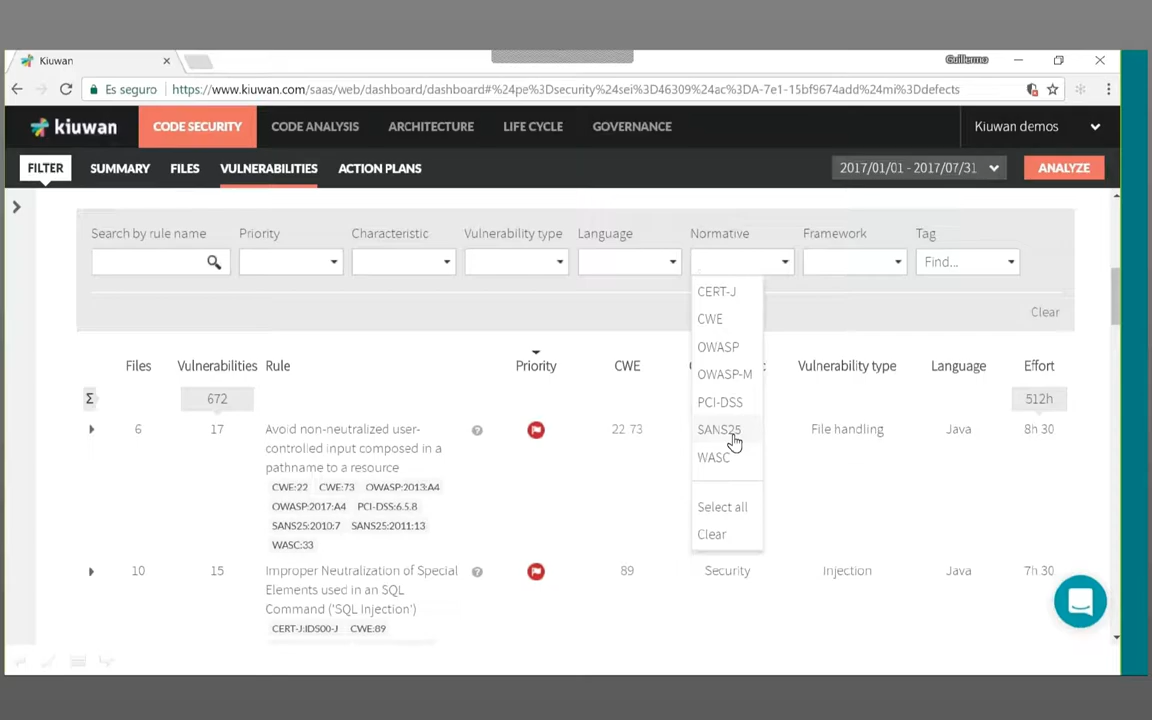 Kiuwan
Guillermo
Es seguro
https://www.kiuwan.com/saas/web/dashboard/dashboard#%24pe%3Dsecurity%24sei%3D46309%24ac%3DA-7e1-15bf9674add%24mi%3Ddefects
kiuwan
CODE SECURITY
CODE ANALYSIS
ARCHITECTURE
LIFE CYCLE
GOVERNANCE
Kiuwan demos
FILTER
SUMMARY
FILES
VULNERABILITIES
ACTION PLANS
2017/01/01 - 2017/07/31
ANALYZE
Search by rule name
Priority
Characteristic
Vulnerability type
Language
Normative
Framework
Tag
Find...
CERT-J
CWE
OWASP
OWASP-M
PCI-DSS
SANS25
WASC
Select all
Clear
Clear
Files
Vulnerabilities
Rule
Priority
CWE
Vulnerability type
Language
Effort
Σ
672
512h
6
17
Avoid non-neutralized user-
controlled input composed in a
pathname to a resource
CWE:22 CWE:73 OWASP:2013:A4
OWASP:2017:A4 PCI-DSS:6.5.8
SANS25:2010:7 SANS25:2011:13
WASC:33
22 73
File handling
Java
8h 30
10
15
Improper Neutralization of Special
Elements used in an SQL
Command ('SQL Injection')
CERT-J:IDS00-J CWE:89
89
Security
Injection
Java
7h 30